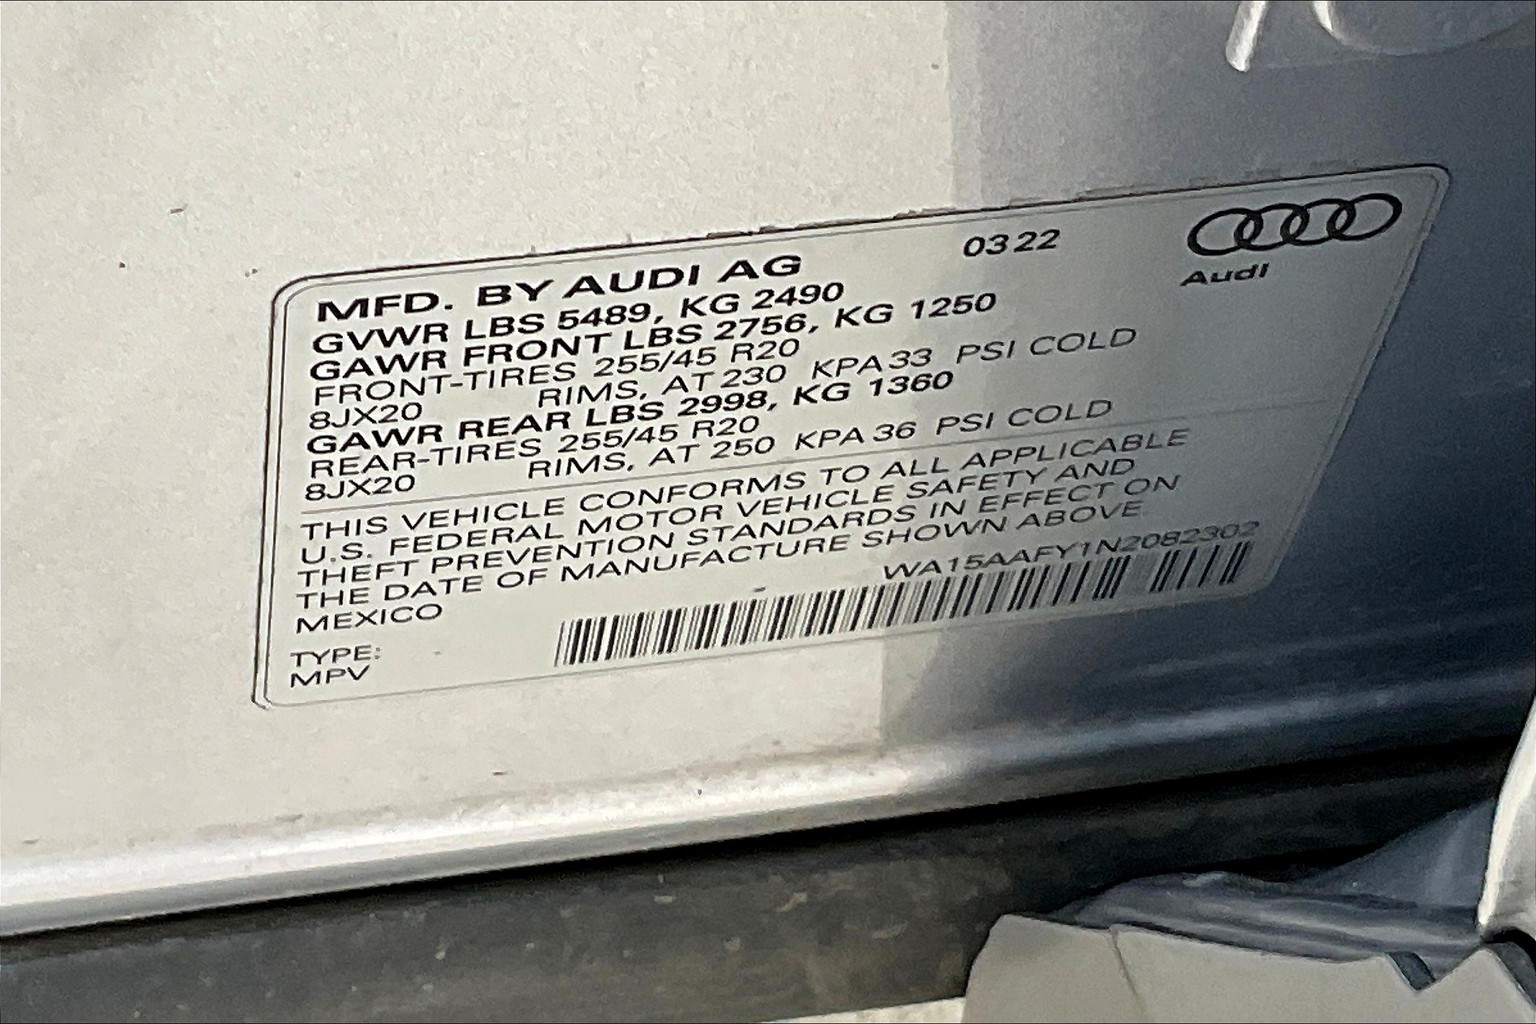 MFD. BY AUDI AG 0322
Audi
GVWR LBS 5489, KG 2490
GAWR FRONT LBS 2756, KG 1250
FRONT-TIRES 255/45 R20
8JX20 RIMS, AT 230 KPA 33 PSI COLD
GAWR REAR LBS 2998, KG 1360
REAR-TIRES 255/45 R20
8JX20 RIMS, AT 250 KPA 36 PSI COLD
THIS VEHICLE CONFORMS TO ALL APPLICABLE
U.S. FEDERAL MOTOR VEHICLE SAFETY AND
THEFT PREVENTION STANDARDS IN EFFECT ON
THE DATE OF MANUFACTURE SHOWN ABOVE.
MEXICO
WA15AAFY1N2082302
TYPE:
MPV